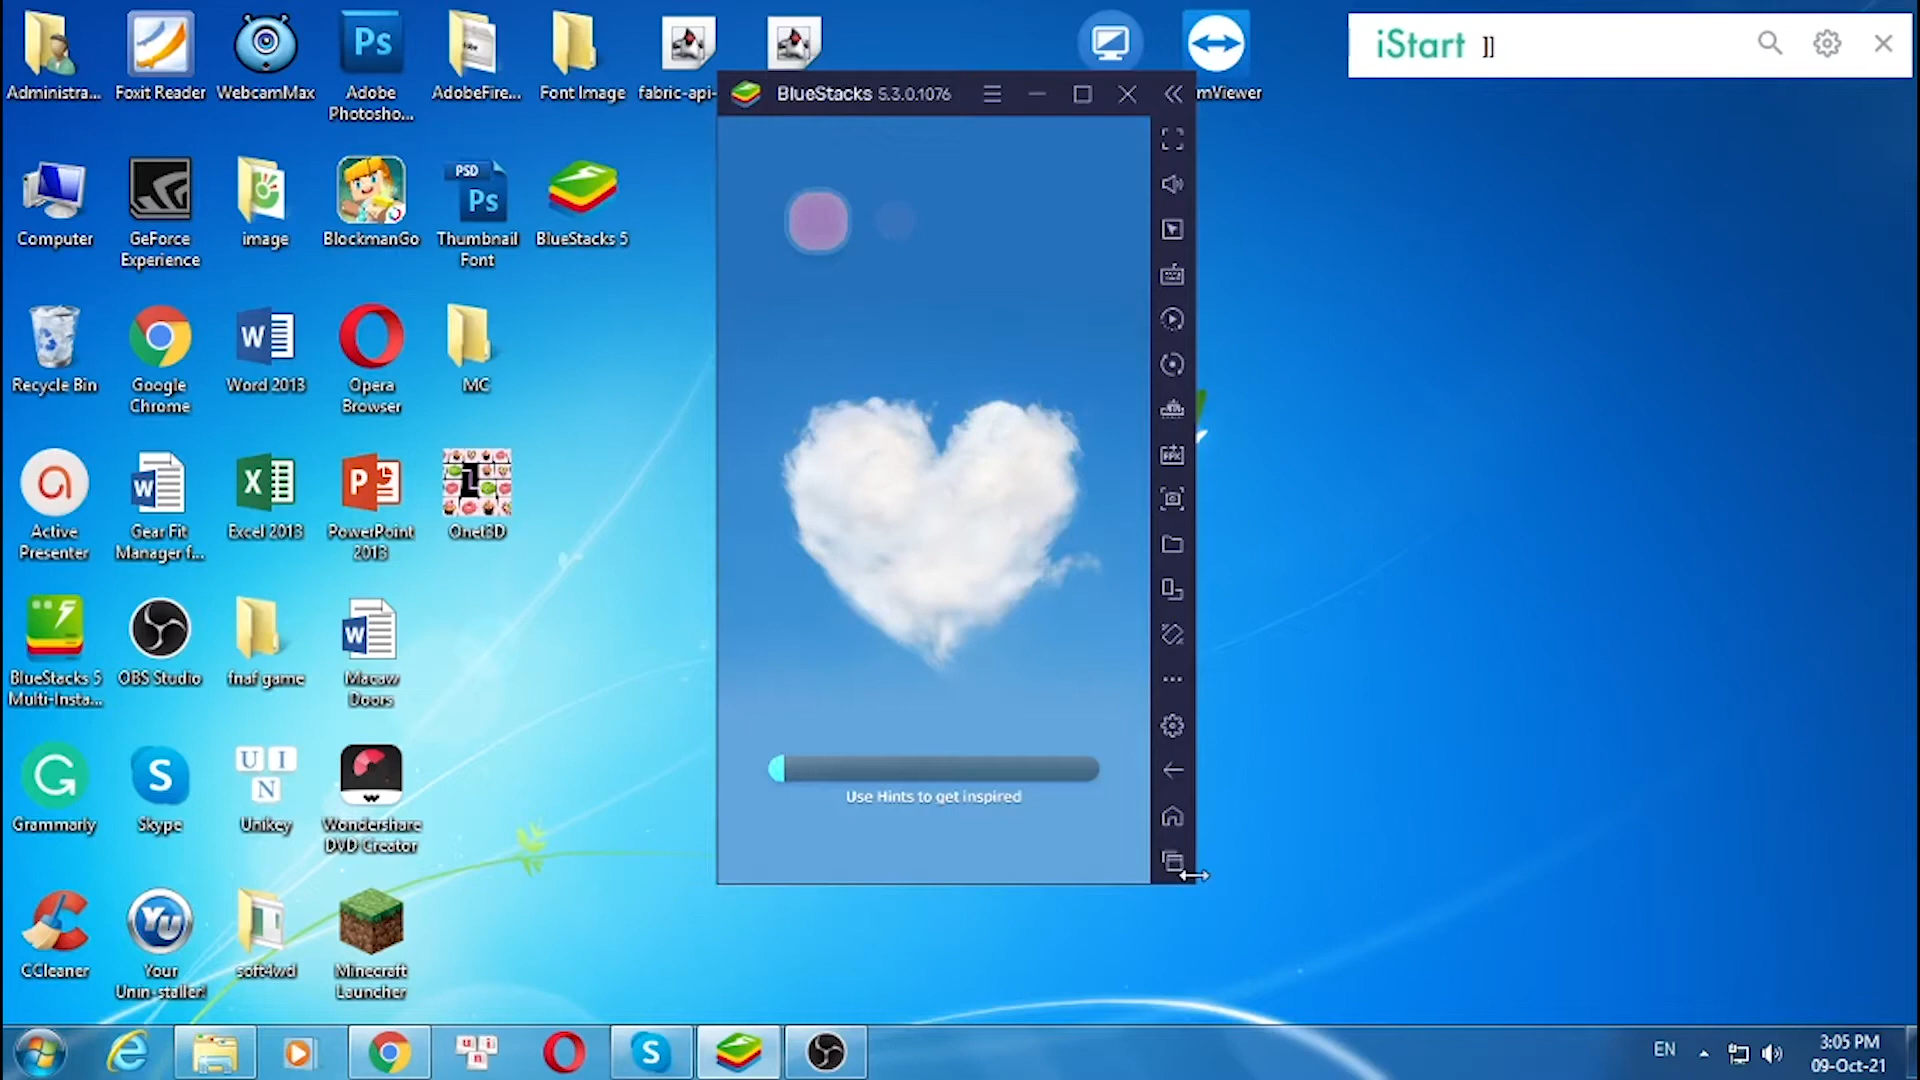 iStart ]]
Administra... Foxit Reader WebcamMax Adobe Photosho... AdobeFire... Font Image fabric-api- mViewer
Ps
BlueStacks 5.3.0.1076
Computer GeForce Experience image BlockmanGo Thumbnail Font BlueStacks 5
PSD
Ps
Recycle Bin Google Chrome Word 2013 Opera Browser MC
W
Active Presenter Gear Fit Manager f... Excel 2013 PowerPoint 2013 Onet3D
W X P
BlueStacks 5 Multi-Insta... OBS Studio fnaf game Macaw Doors
W
Grammarly Skype Unikey Wondershare DVD Creator
G S U I N
Use Hints to get inspired
CCleaner Your Unin-staller! soft4wd Minecraft Launcher
Yu
u n i S EN 3:05 PM
09-Oct-21